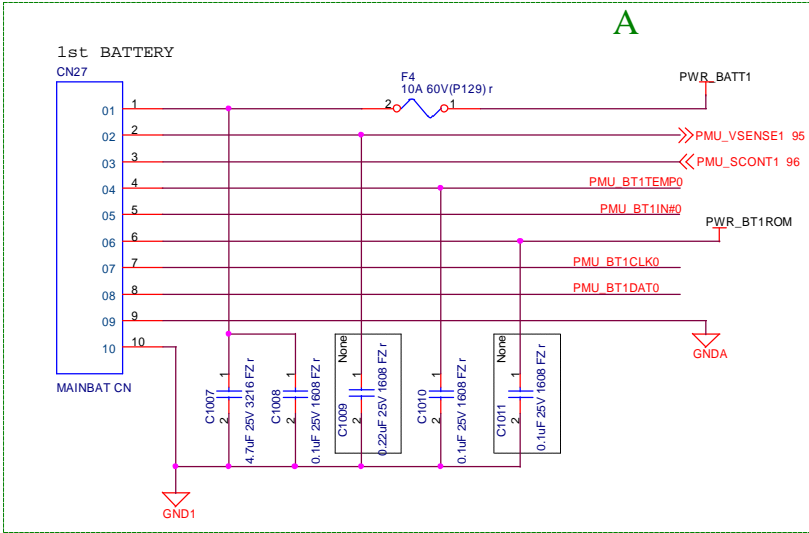 A
1st BATTERY
CN27
F4
10A 60V(P129) r
PWR_BATT1
01 1
2 1
02 2
PMU_VSENSE1 95
03 3
PMU_SCONT1 96
04 4
PMU_BT1TEMP0
05 5
PMU_BT1IN#0
06 6
PWR_BT1ROM
07 7
PMU_BT1CLK0
08 8
PMU_BT1DAT0
09 9
GNDA
10 10
MAINBAT CN
C1007
1
2
4.7uF 25V 3216 FZ r
C1008
1
2
0.1uF 25V 1608 FZ r
None
C1009
1
2
0.22uF 25V 1608 FZ r
C1010
1
2
0.1uF 25V 1608 FZ r
None
C1011
1
2
0.1uF 25V 1608 FZ r
GND1